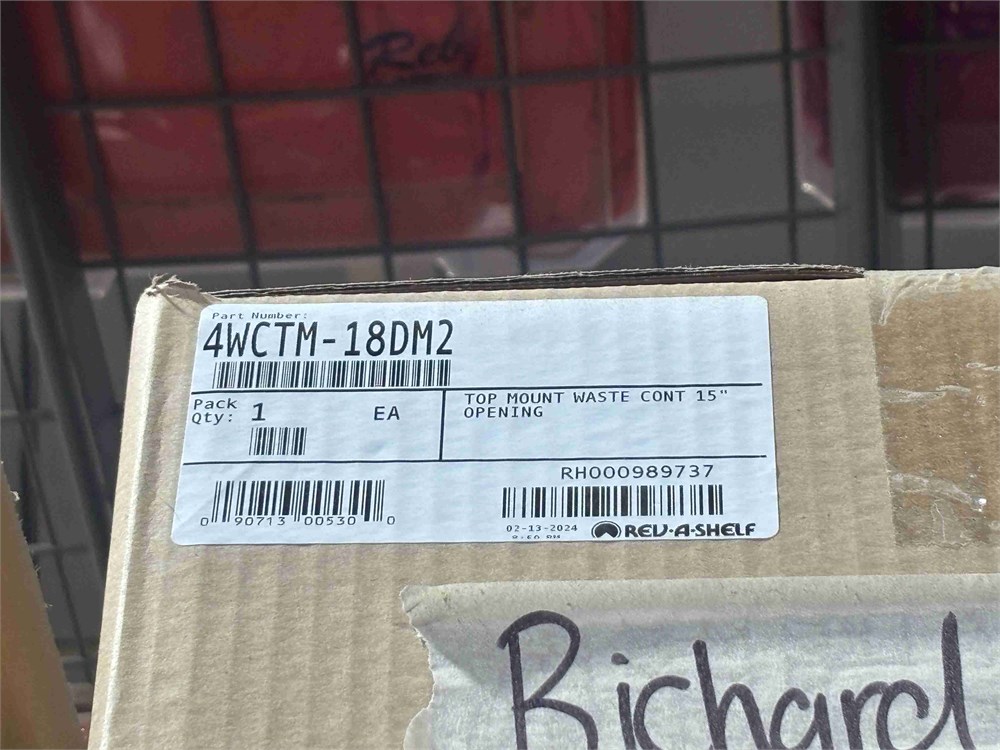 Part Number:
4WCTM-18DM2
Pack
Qty: 1 EA
TOP MOUNT WASTE CONT 15"
OPENING
RH000989737
0 90713 00530 0
02-13-2024
REV-A-SHELF
Richard